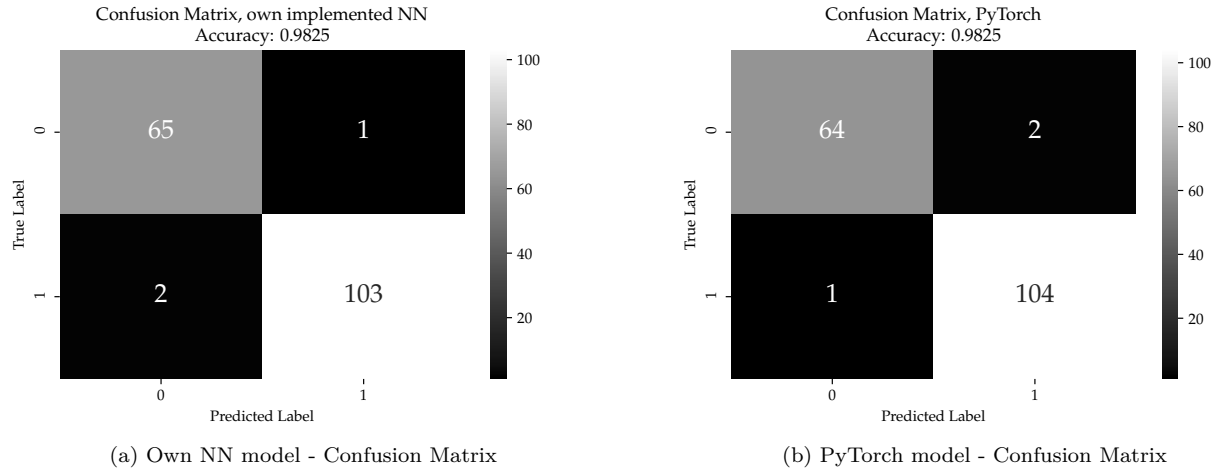 Confusion Matrix, own implemented NN
Accuracy: 0.9825
65
1
2
103
0
1
True Label
0
1
Predicted Label
100
80
60
40
20
(a) Own NN model - Confusion Matrix
Confusion Matrix, PyTorch
Accuracy: 0.9825
64
2
1
104
0
1
True Label
0
1
Predicted Label
100
80
60
40
20
(b) PyTorch model - Confusion Matrix